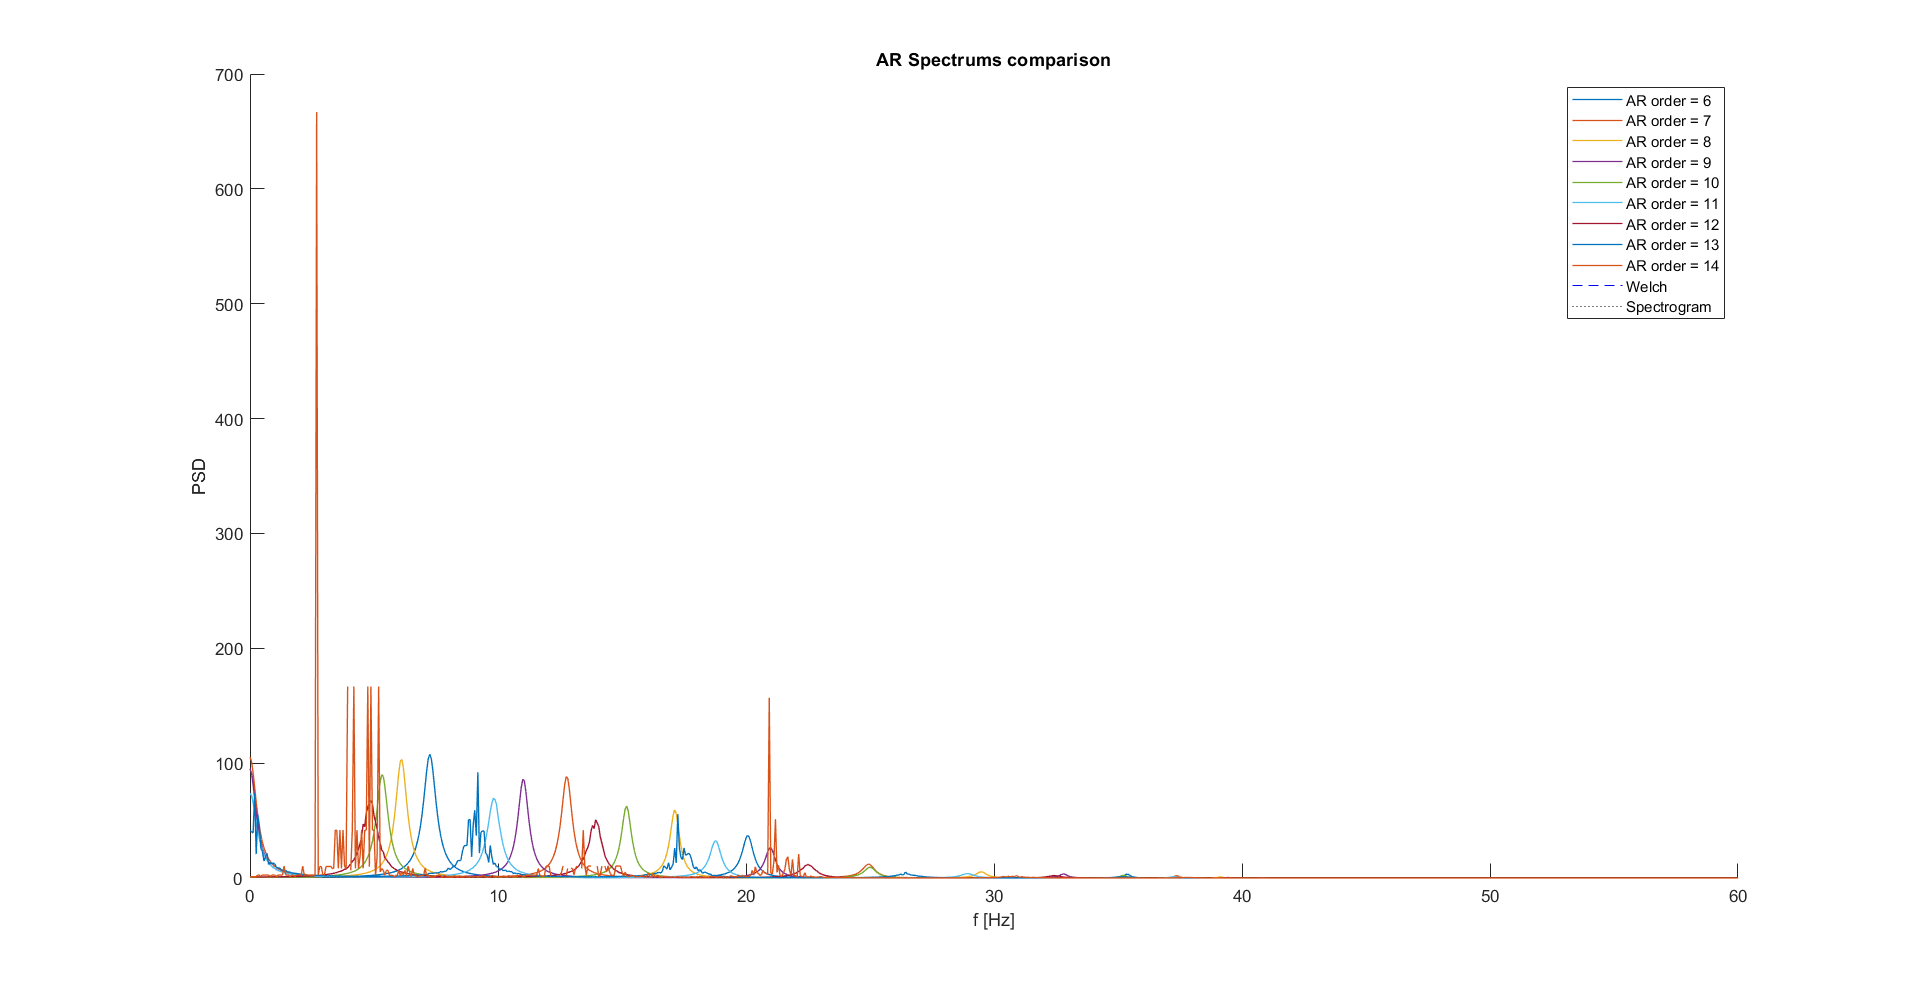 AR Spectrums comparison
700
600
500
400
300
200
100
0
PSD
0 10 20 30 40 50 60
f [Hz]
AR order = 6
AR order = 7
AR order = 8
AR order = 9
AR order = 10
AR order = 11
AR order = 12
AR order = 13
AR order = 14
Welch
Spectrogram